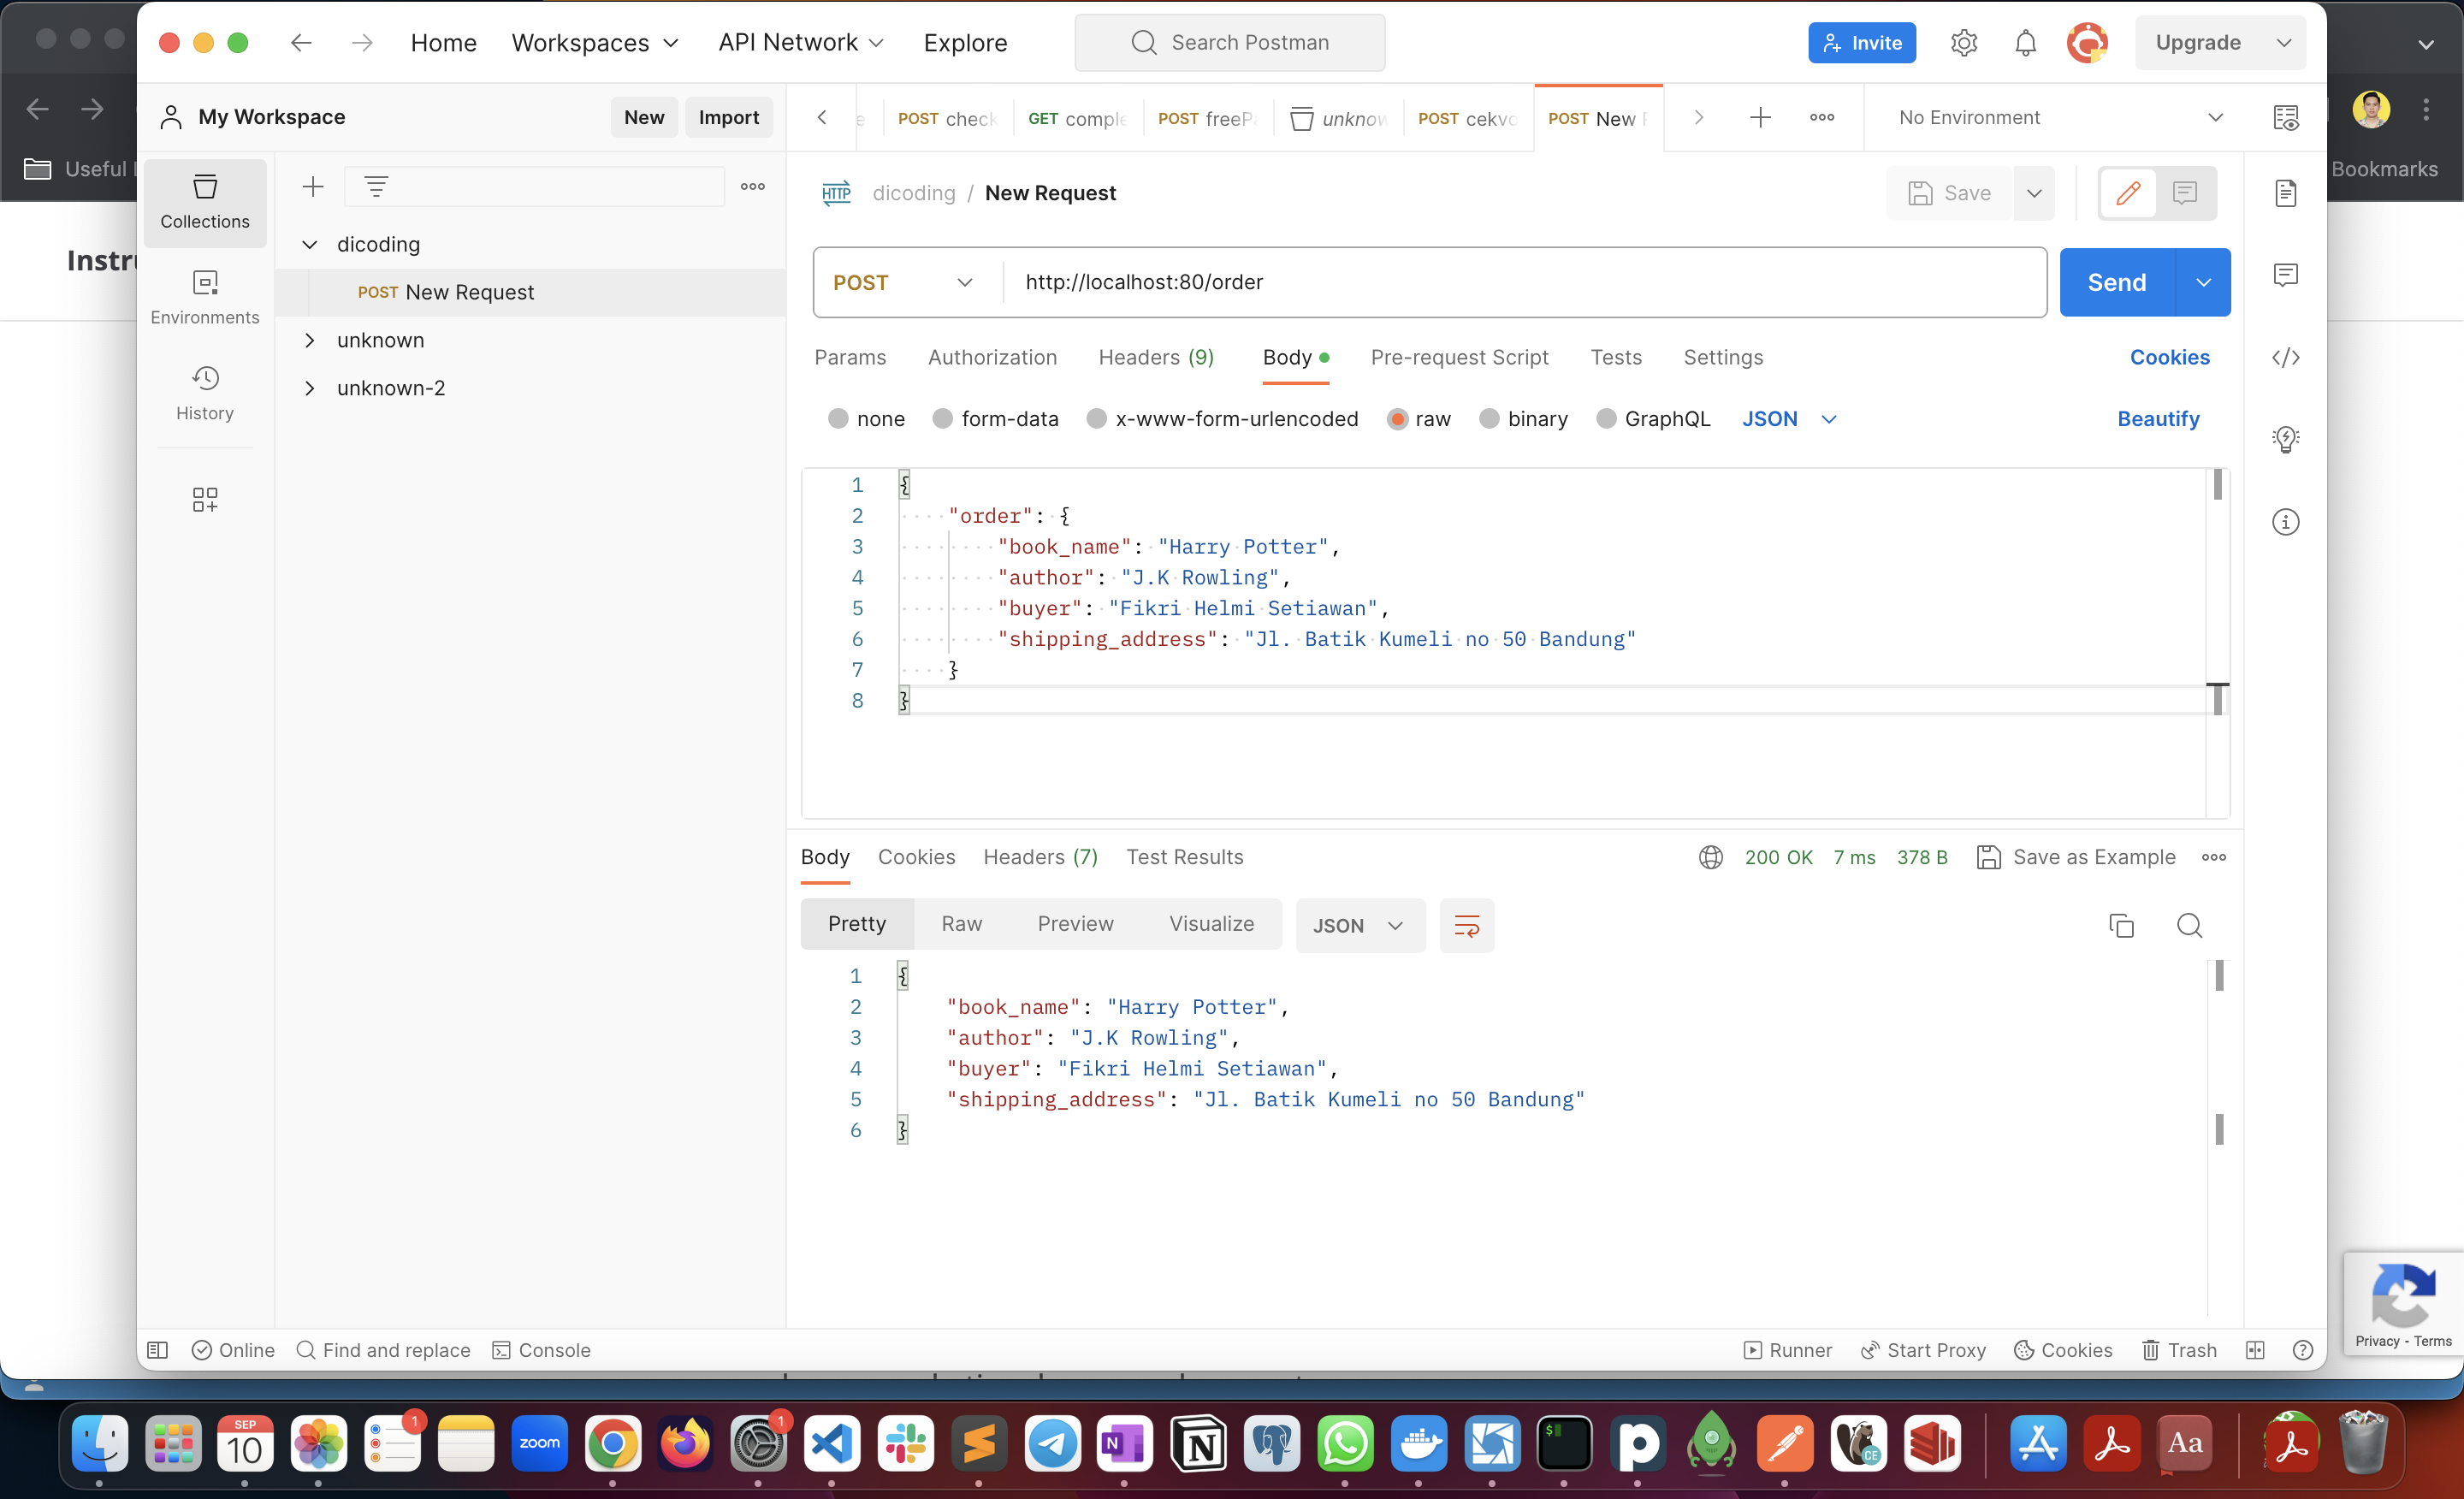 Home Workspaces API Network Explore
Search Postman
Invite
Upgrade
My Workspace
New Import
POST check
GET comple
POST freeP
unknow
POST cekvo
POST New
No Environment
Useful
Bookmarks
Collections
Environments
History
dicoding
POST New Request
unknown
unknown-2
HTTP dicoding / New Request
Save
POST http://localhost:80/order
Send
Params Authorization Headers (9) Body Pre-request Script Tests Settings Cookies
none form-data x-www-form-urlencoded raw binary GraphQL JSON Beautify
1 {
2 "order": {
3 "book_name": "Harry Potter",
4 "author": "J.K Rowling",
5 "buyer": "Fikri Helmi Setiawan",
6 "shipping_address": "Jl. Batik Kumeli no 50 Bandung"
7 }
8 }
Body Cookies Headers (7) Test Results
200 OK 7 ms 378 B Save as Example
Pretty Raw Preview Visualize JSON
1 {
2 "book_name": "Harry Potter",
3 "author": "J.K Rowling",
4 "buyer": "Fikri Helmi Setiawan",
5 "shipping_address": "Jl. Batik Kumeli no 50 Bandung"
6 }
Privacy - Terms
Online Find and replace Console
Runner Start Proxy Cookies Trash
SEP
10
1
zoom
1
N
N
$
CE
Aa